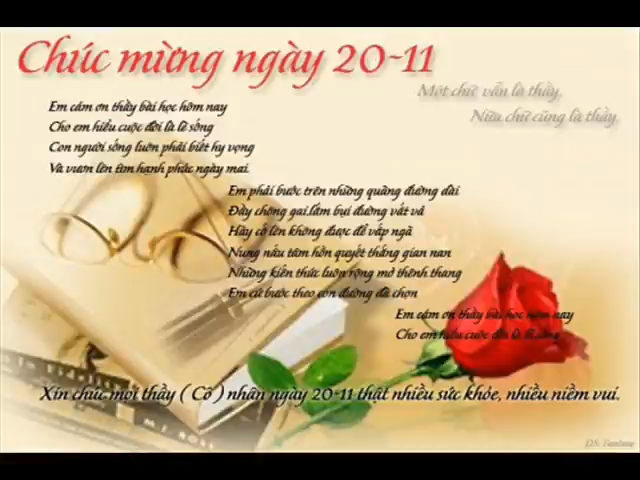 Chúc mừng ngày 20-11
Một chữ vẫn là thầy,
Nữa chữ cũng là thầy.
Em cám ơn thầy bài học hôm nay
Cho em hiểu cuộc đời là lẽ sống
Con người sống luôn phải biết hy vọng
Và vươn lên tìm hạnh phúc ngày mai.
Em phải bước trên những quãng đường dài
Đầy chông gai,lấm bụi đường vất vả
Hãy cố lên không được để vấp ngã
Nung nấu tâm hồn quyết thắng gian nan
Những kiến thức luôn rộng mở thênh thang
Em cứ bước theo con đường đã chọn
Em cám ơn thầy bài học hôm nay
Cho em hiểu cuộc đời là lẽ sống
Xin chúc mọi thầy ( Cô ) nhân ngày 20-11 thật nhiều sức khỏe, nhiều niềm vui.